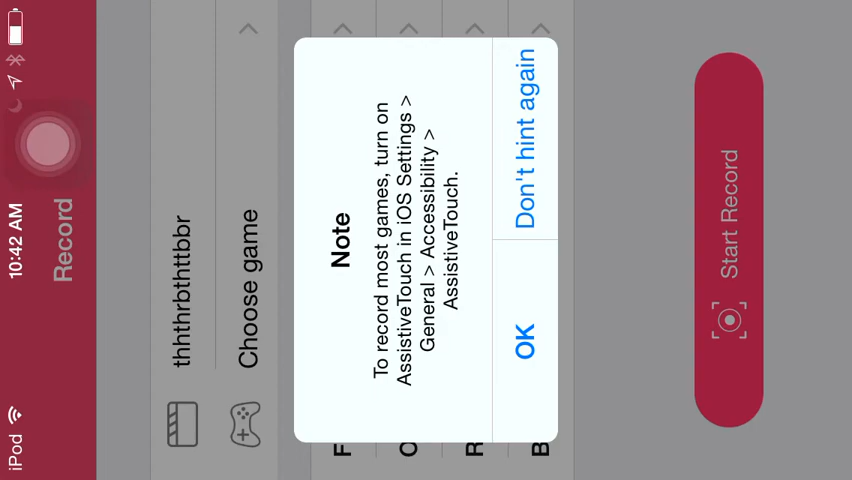 iPod
10:42 AM
Record
thhthrbthttbbr
Choose game
F
O
R
B
Note
To record most games, turn on
AssistiveTouch in iOS Settings >
General > Accessibility >
AssistiveTouch.
OK
Don't hint again
Start Record